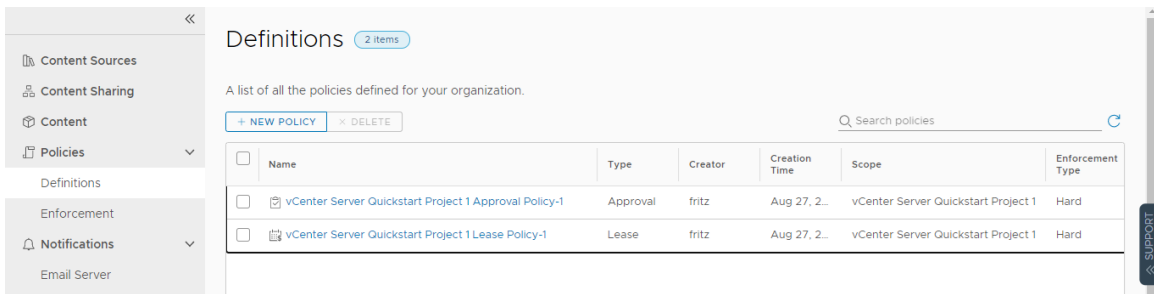 «
Content Sources
Content Sharing
Content
Policies
Definitions
Enforcement
Notifications
Email Server
Definitions 2 items
A list of all the policies defined for your organization.
+ NEW POLICY × DELETE
Search policies
Name Type Creator Creation Time Scope Enforcement Type
vCenter Server Quickstart Project 1 Approval Policy-1 Approval fritz Aug 27, 2... vCenter Server Quickstart Project 1 Hard
vCenter Server Quickstart Project 1 Lease Policy-1 Lease fritz Aug 27, 2... vCenter Server Quickstart Project 1 Hard
« SUPPORT